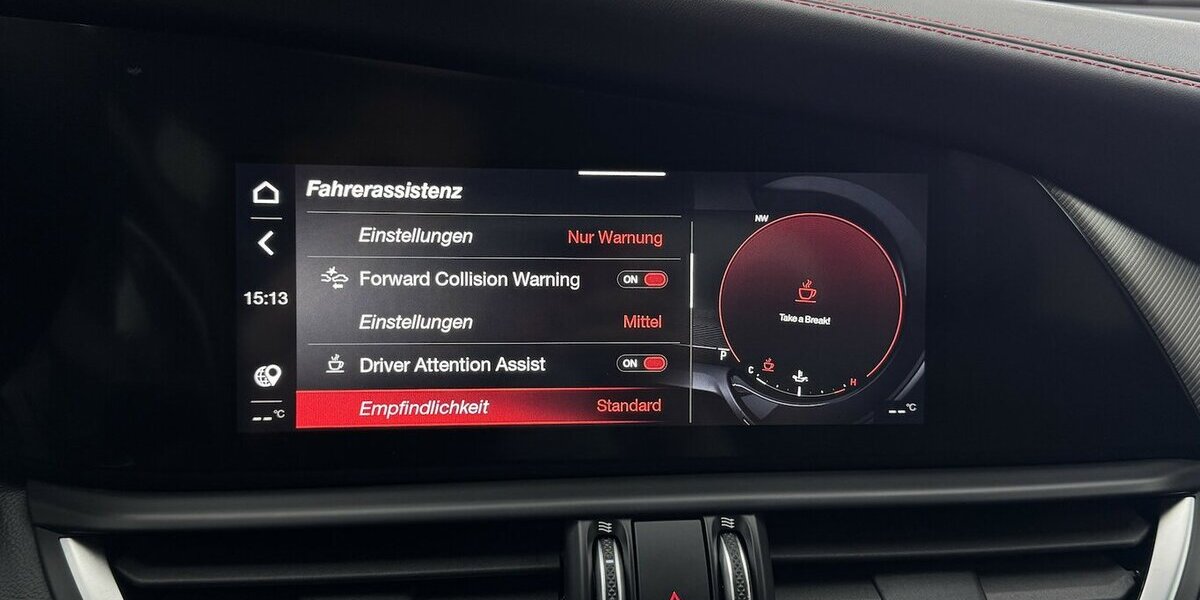 Fahrerassistenz
Einstellungen Nur Warnung
Forward Collision Warning ON
Einstellungen Mittel
Driver Attention Assist ON
Empfindlichkeit Standard
15:13
--°C
NW
Take a Break!
P
C H
--°C